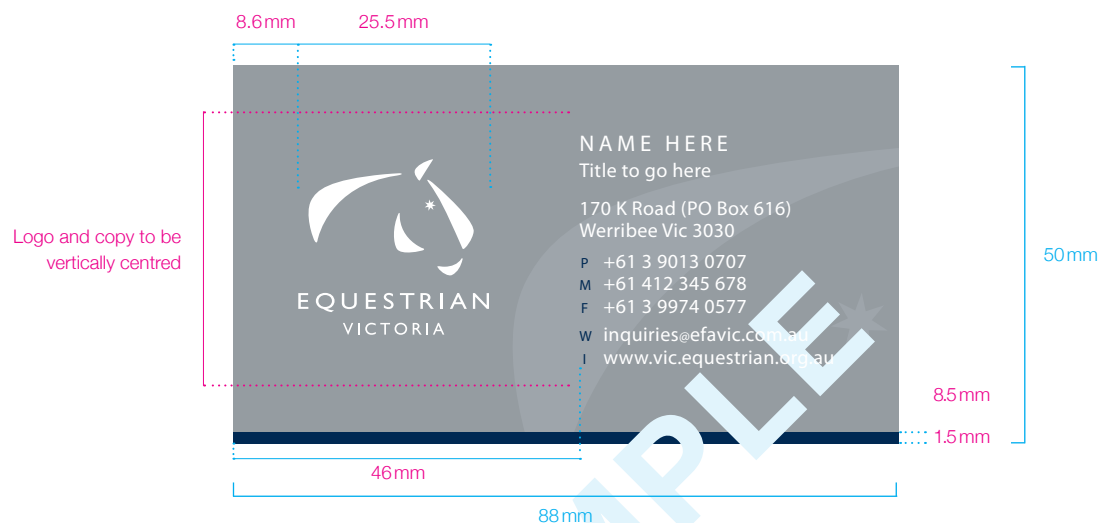 8.6mm 25.5mm
Logo and copy to be
vertically centred
EQUESTRIAN
VICTORIA
NAME HERE
Title to go here
170 K Road (PO Box 616)
Werribee Vic 3030
P +61 3 9013 0707
M +61 412 345 678
F +61 3 9974 0577
W inquiries@efavic.com.au
I www.vic.equestrian.org.au
50mm
8.5mm
1.5mm
46mm
88mm
MPLE